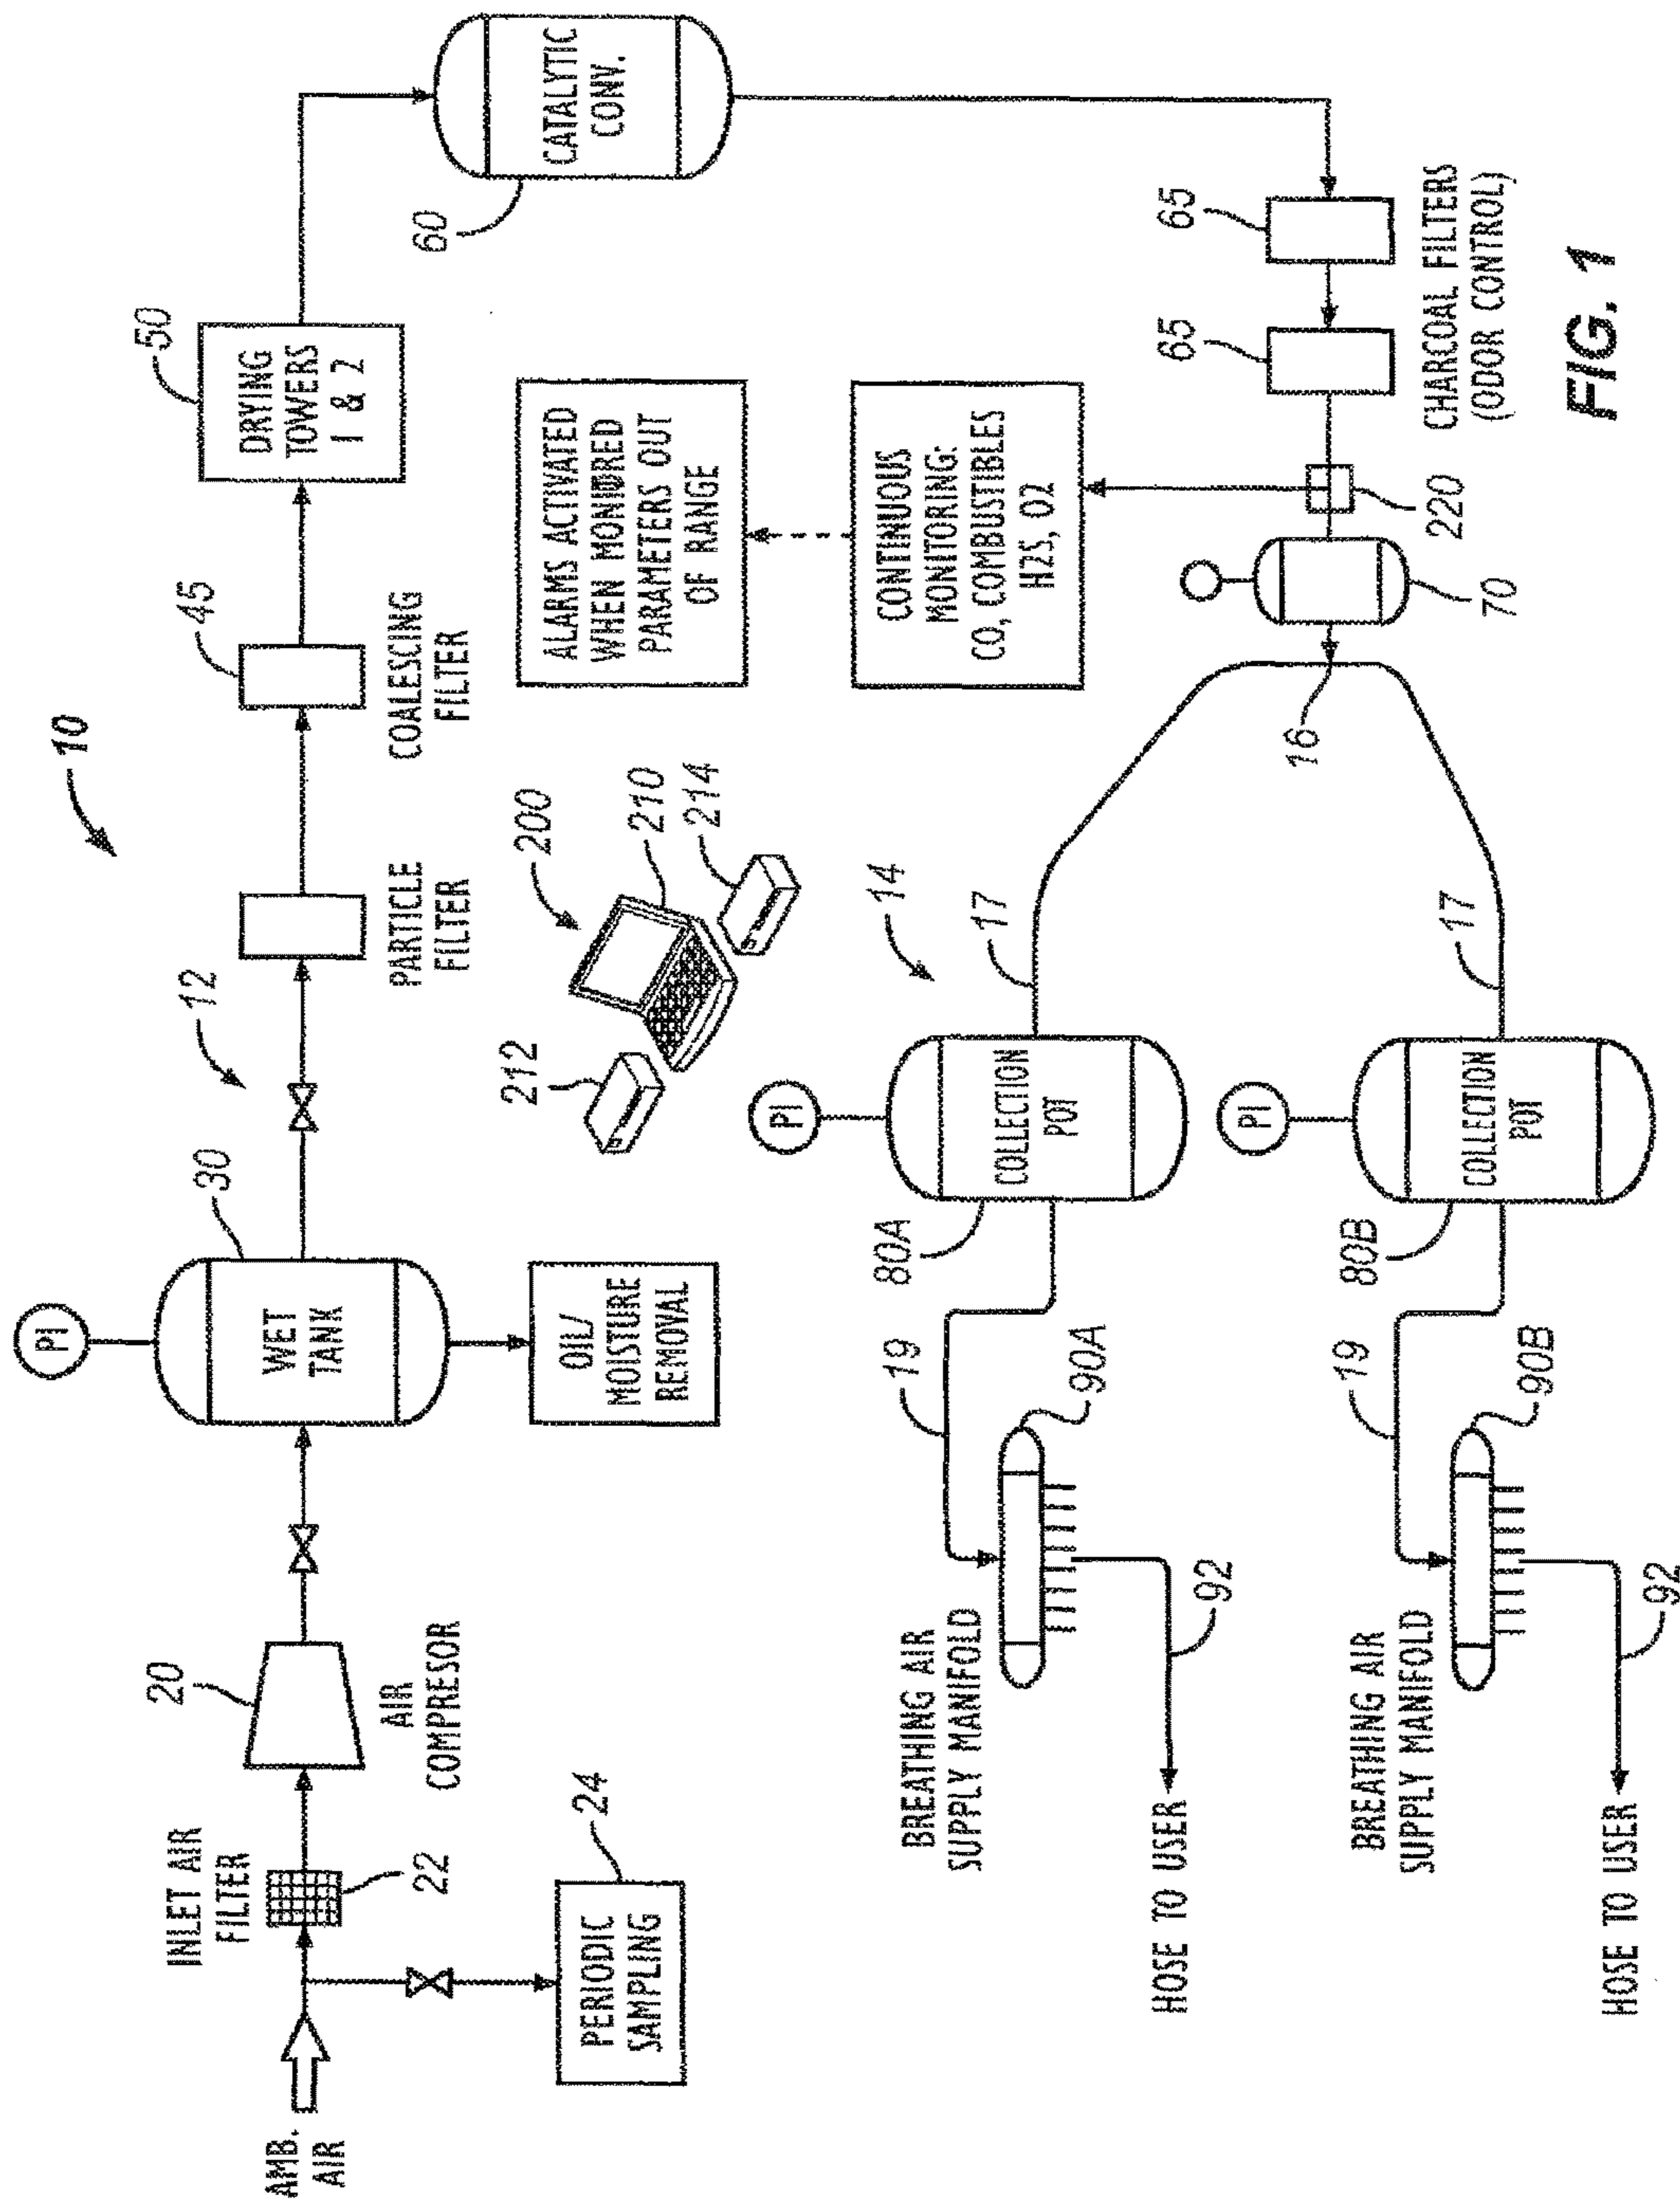 10
PI
20
30
12
45
50
INLET AIR
FILTER
22
AMB.
AIR
AIR
COMPRESOR
WET
TANK
PARTICLE
FILTER
COALESCING
FILTER
DRYING
TOWERS
1 & 2
60
CATALYTIC
CONV.
PERIODIC
SAMPLING
24
OIL/
MOISTURE
REMOVAL
212
200
210
214
ALARMS ACTIVATED
WHEN MONITORED
PARAMETERS OUT
OF RANGE
CONTINUOUS
MONITORING:
CO, COMBUSTIBLES
H2S, O2
PI
14
BREATHING AIR
SUPPLY MANIFOLD
19
90A
80A
COLLECTION
POT
17
92
HOSE TO USER
16
70
220
65
65
CHARCOAL FILTERS
(ODOR CONTROL)
PI
BREATHING AIR
SUPPLY MANIFOLD
19
90B
80B
COLLECTION
POT
17
92
HOSE TO USER
FIG. 1